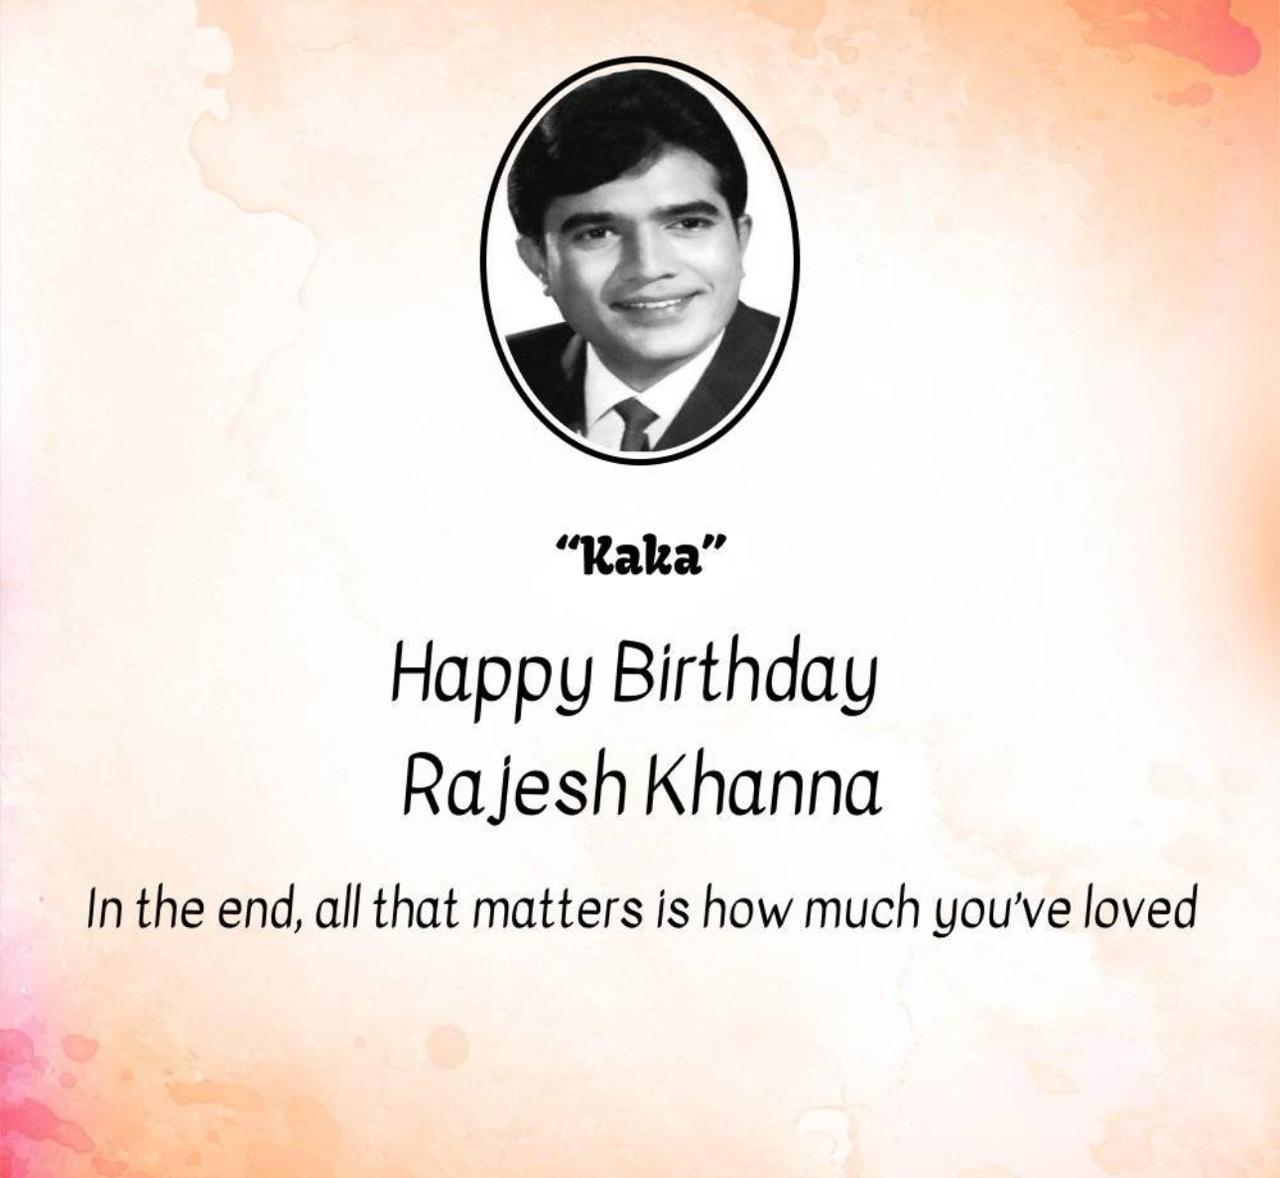 “Kaka”
Happy Birthday
Rajesh Khanna
In the end, all that matters is how much you’ve loved